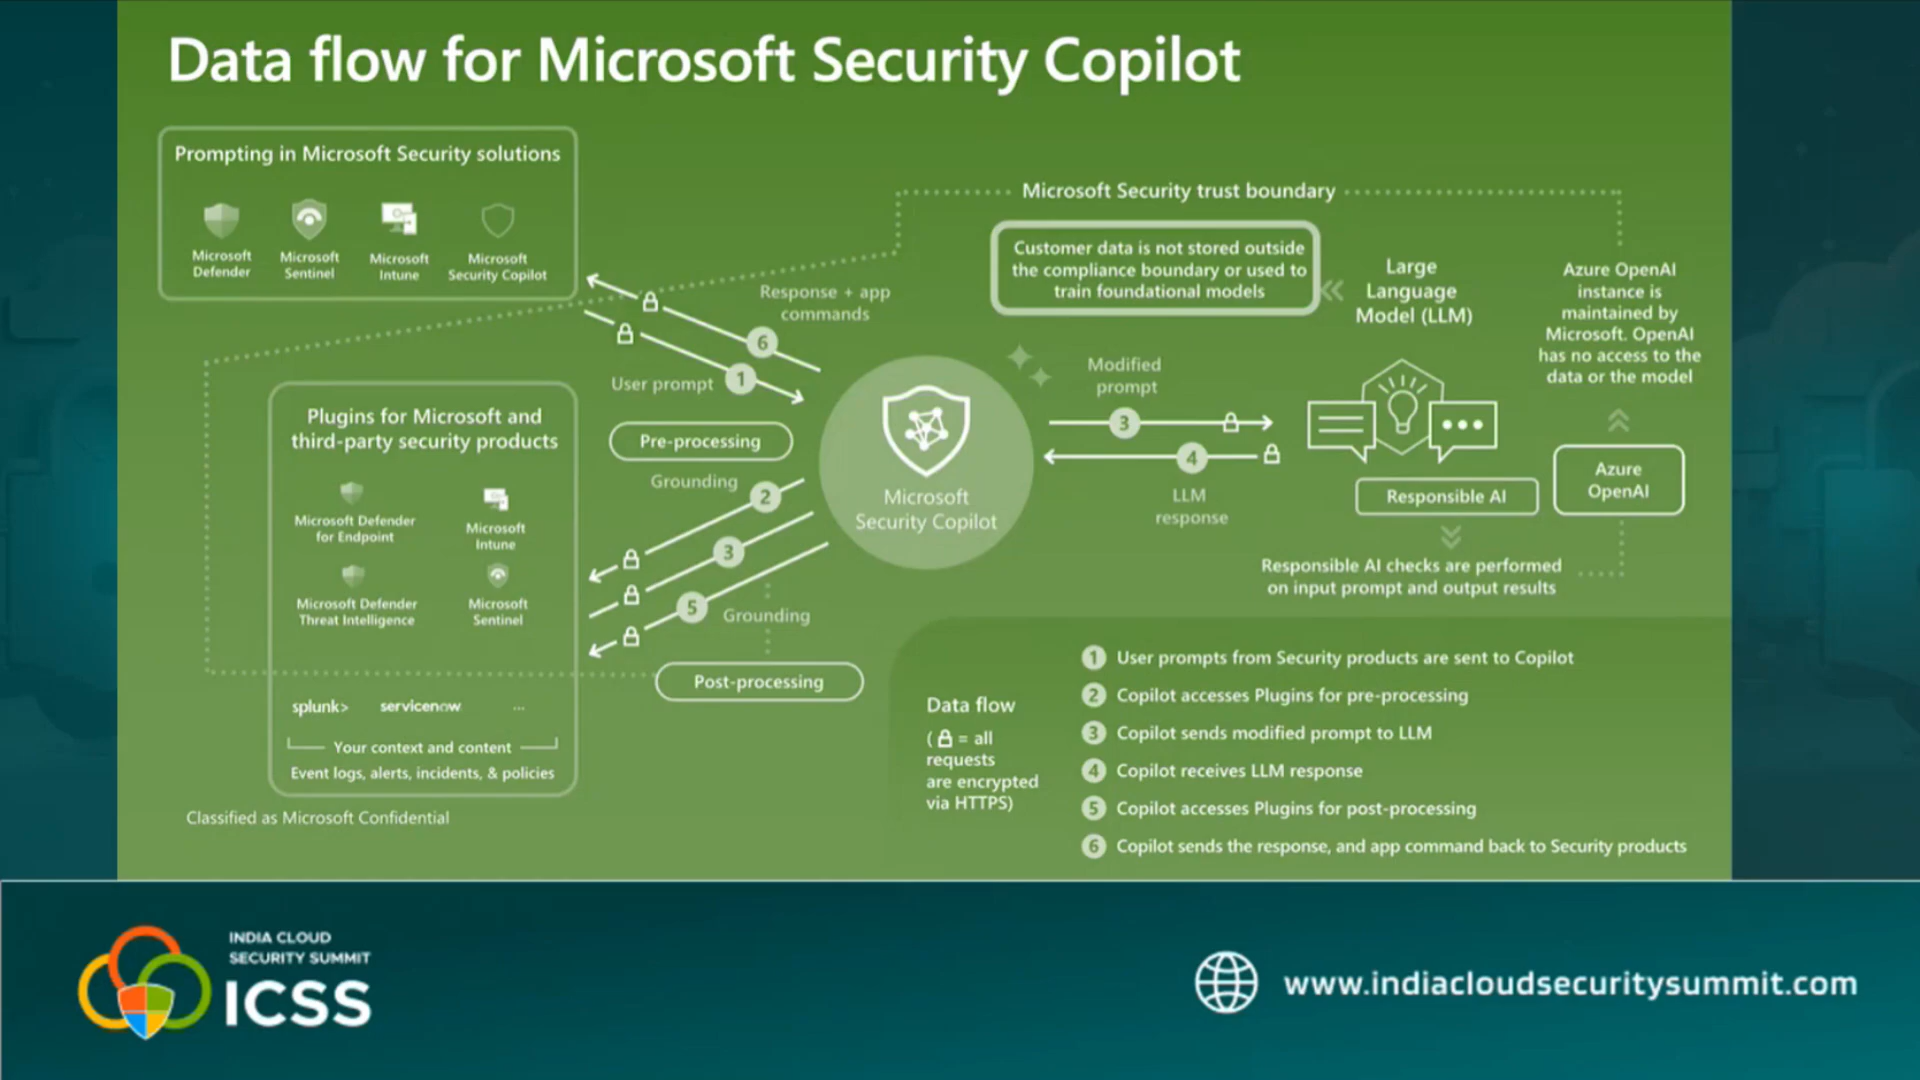 Data flow for Microsoft Security Copilot
Prompting in Microsoft Security solutions
Microsoft
Defender
Microsoft
Sentinel
Microsoft
Intune
Microsoft
Security Copilot
Microsoft Security trust boundary
Customer data is not stored outside
the compliance boundary or used to
train foundational models
Large
Language
Model (LLM)
Azure OpenAI
instance is
maintained by
Microsoft. OpenAI
has no access to the
data or the model
Response + app
commands
6
1
User prompt
Pre-processing
Grounding
2
3
5
Grounding
Post-processing
Microsoft
Security Copilot
Modified
prompt
3
4
LLM
response
Responsible AI
Azure
OpenAI
Responsible AI checks are performed
on input prompt and output results
Plugins for Microsoft and
third-party security products
Microsoft Defender
for Endpoint
Microsoft
Intune
Microsoft Defender
Threat Intelligence
Microsoft
Sentinel
splunk>
servicenow
...
Your context and content
Event logs, alerts, incidents, & policies
Classified as Microsoft Confidential
Data flow
( = all
requests
are encrypted
via HTTPS)
1 User prompts from Security products are sent to Copilot
2 Copilot accesses Plugins for pre-processing
3 Copilot sends modified prompt to LLM
4 Copilot receives LLM response
5 Copilot accesses Plugins for post-processing
6 Copilot sends the response, and app command back to Security products
INDIA CLOUD
SECURITY SUMMIT
ICSS
www.indiacloudsecuritysummit.com